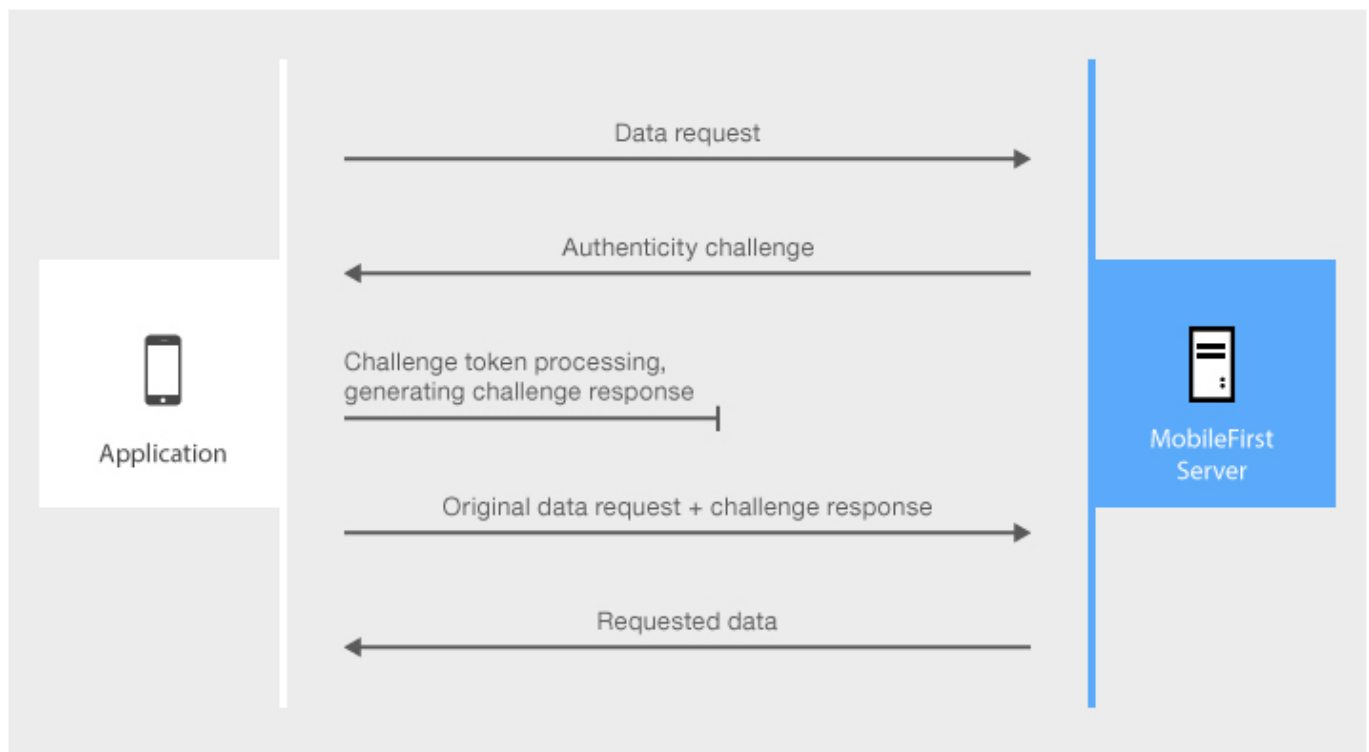 Data request
Authenticity challenge
Challenge token processing,
generating challenge response
Application
MobileFirst
Server
Original data request + challenge response
Requested data